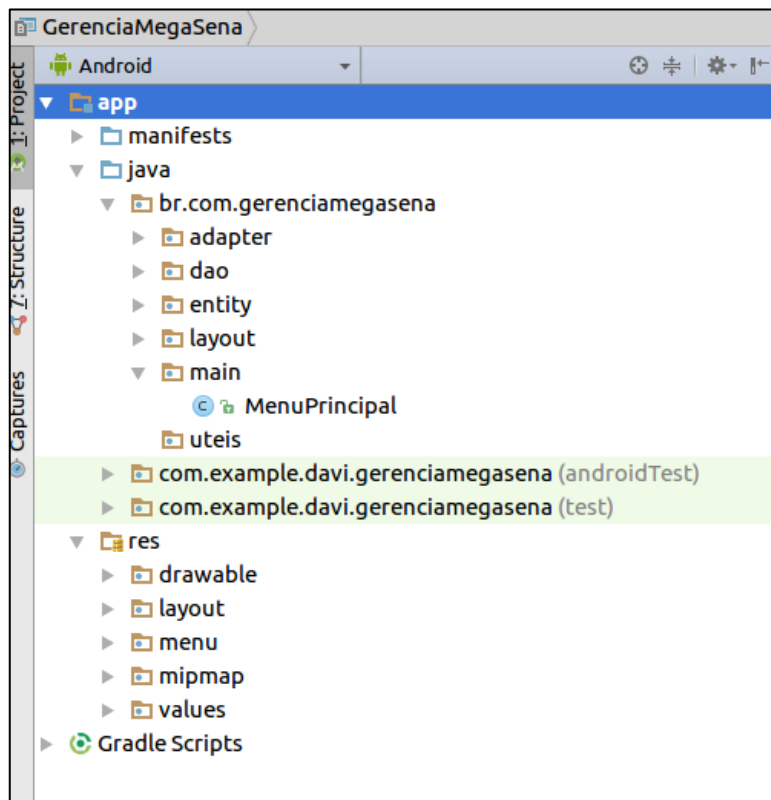 GerenciaMegaSena
Android
1: Project
7: Structure
Captures
app
manifests
java
br.com.gerenciamegasena
adapter
dao
entity
layout
main
MenuPrincipal
uteis
com.example.davi.gerenciamegasena (androidTest)
com.example.davi.gerenciamegasena (test)
res
drawable
layout
menu
mipmap
values
Gradle Scripts